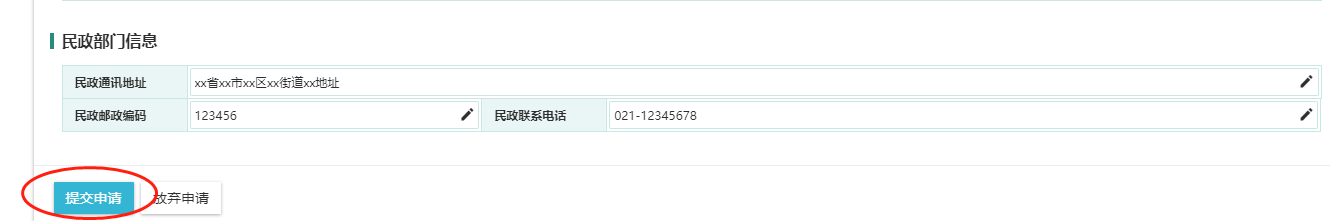 民政部门信息
民政通讯地址 xx省xx市xx区xx街道xx地址
民政邮政编码 123456 民政联系电话 021-12345678
提交申请 放弃申请